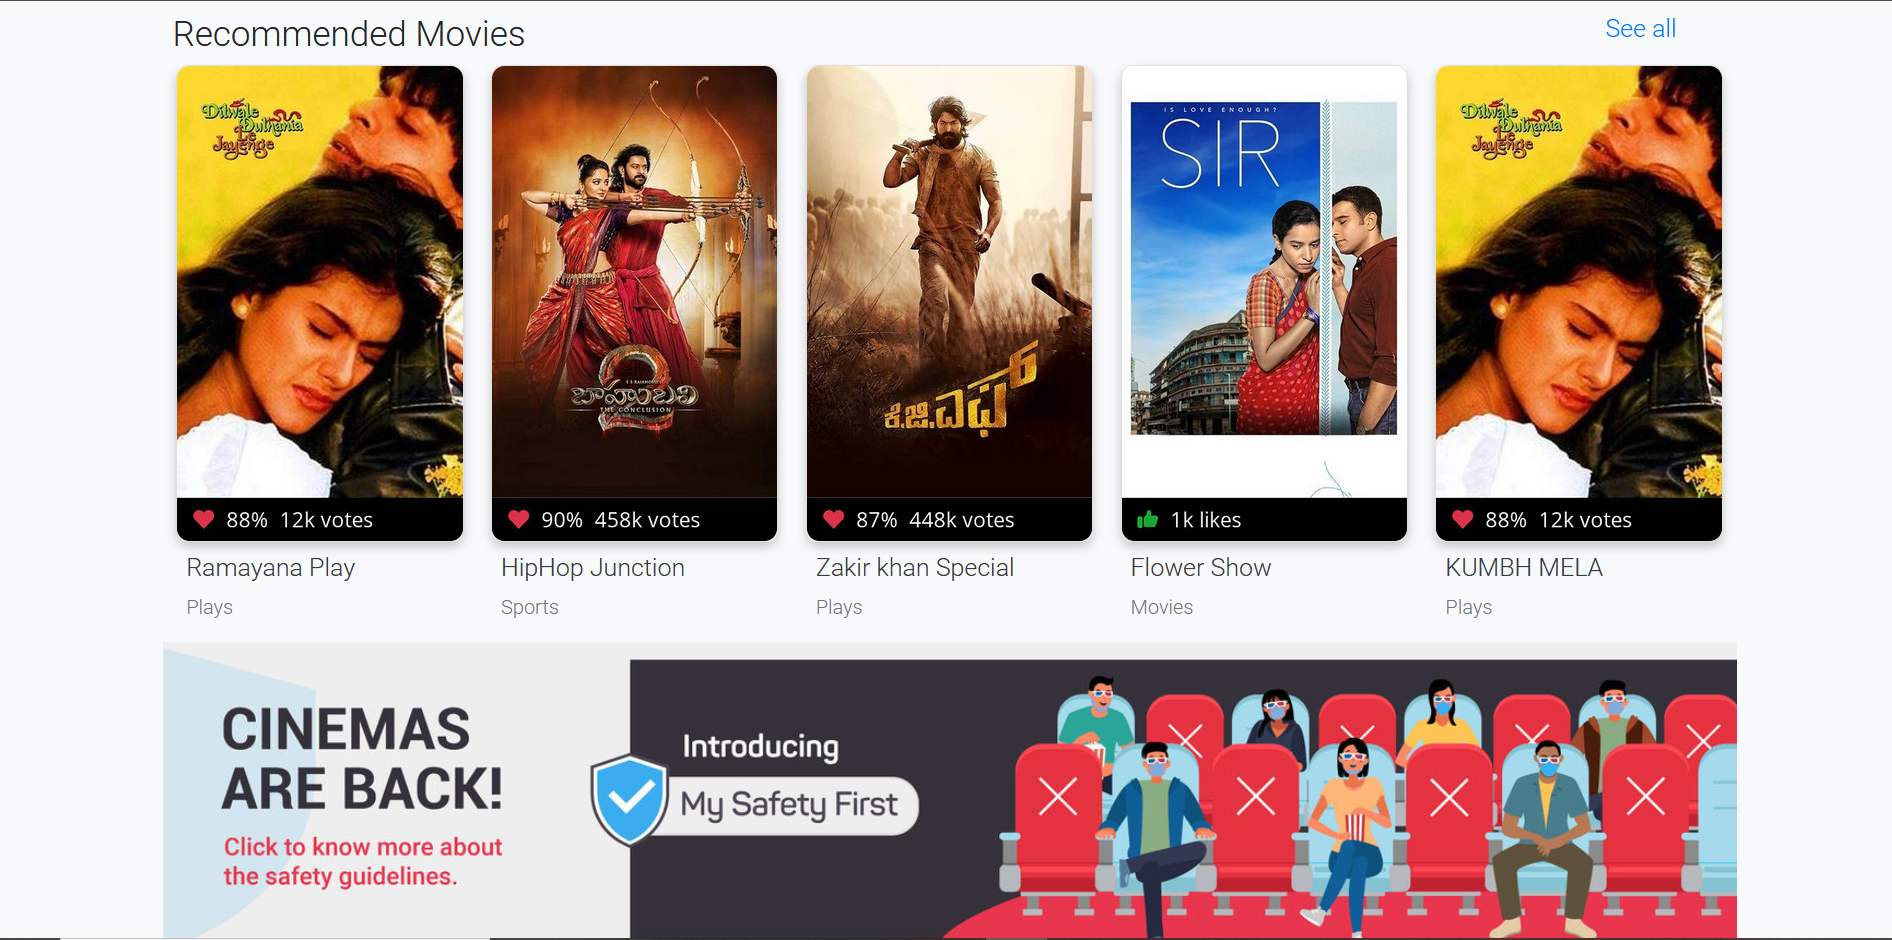 Recommended Movies
See all
Dilwale
Dulhania
Le
Jayenge
88% 12k votes
Ramayana Play
Plays
S S RAJAMOULI'S
బాహుబలి
2
THE CONCLUSION
90% 458k votes
HipHop Junction
Sports
ಕೆ.ಜಿ.ಎಫ್
87% 448k votes
Zakir khan Special
Plays
IS LOVE ENOUGH?
SIR
1k likes
Flower Show
Movies
Dilwale
Dulhania
Le
Jayenge
88% 12k votes
KUMBH MELA
Plays
CINEMAS
ARE BACK!
Click to know more about
the safety guidelines.
Introducing
My Safety First